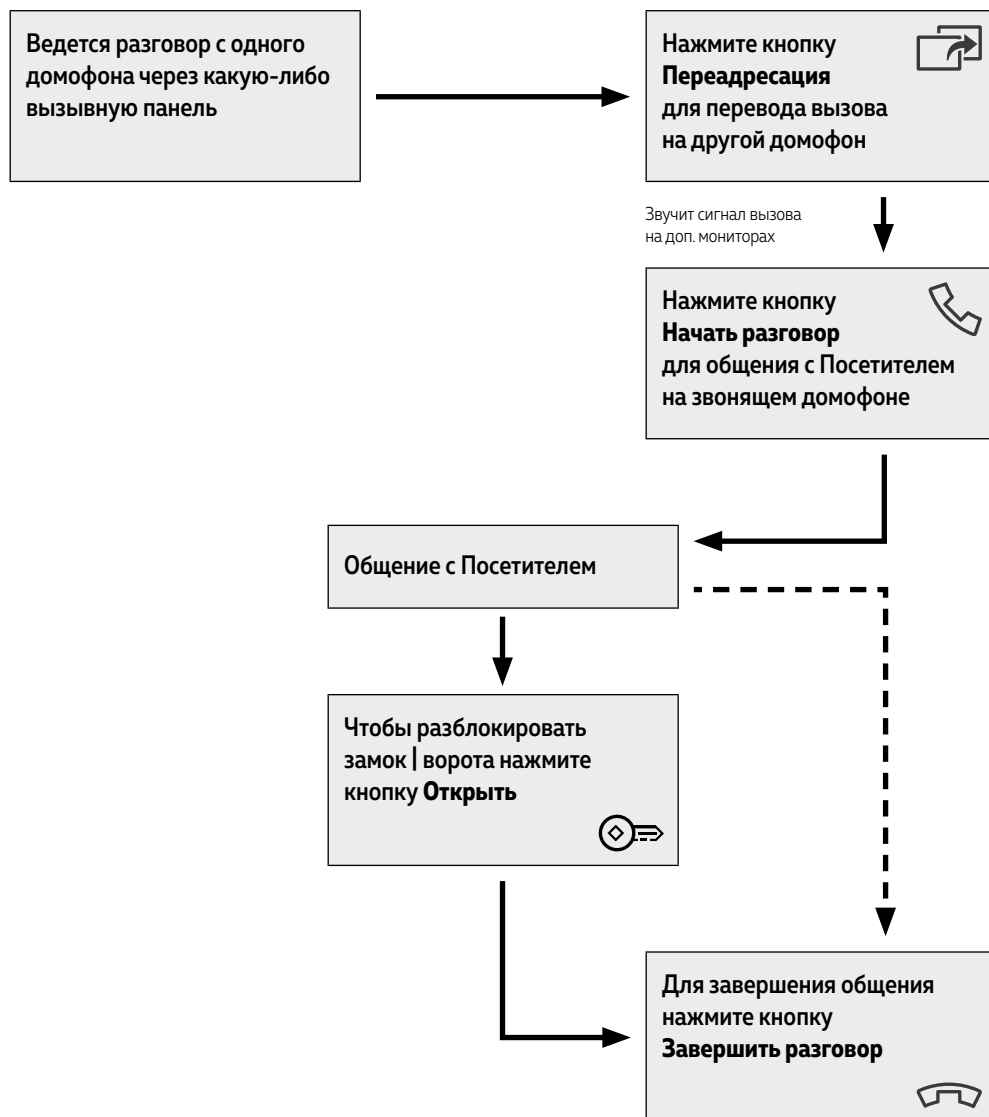 Ведется разговор с одного
домофона через какую-либо
вызывную панель
Нажмите кнопку
Переадресация
для перевода вызова
на другой домофон
Звучит сигнал вызова
на доп. мониторах
Нажмите кнопку
Начать разговор
для общения с Посетителем
на звонящем домофоне
Общение с Посетителем
Чтобы разблокировать
замок | ворота нажмите
кнопку Открыть
Для завершения общения
нажмите кнопку
Завершить разговор